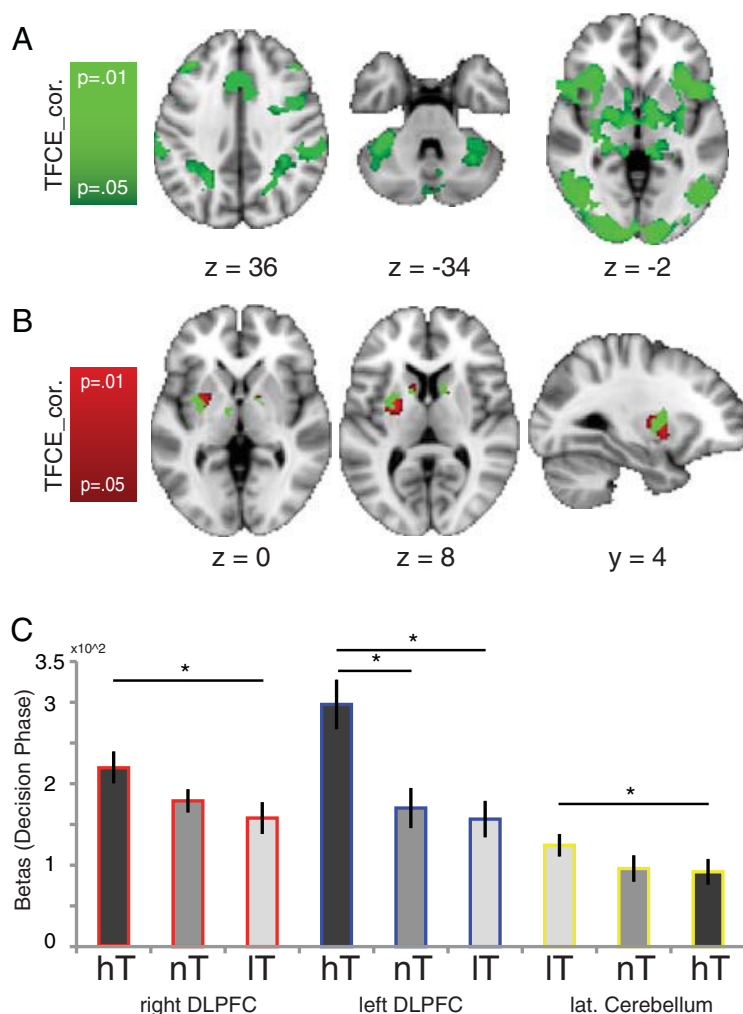 A
TFCE_cor.
p=.01
p=.05
z = 36
z = -34
z = -2
B
TFCE_cor.
p=.01
p=.05
z = 0
z = 8
y = 4
C
x10^2
3.5
3
2
1
0
Betas (Decision Phase)
*
*
*
*
hT nT lT hT nT lT lT nT hT
right DLPFC left DLPFC lat. Cerebellum